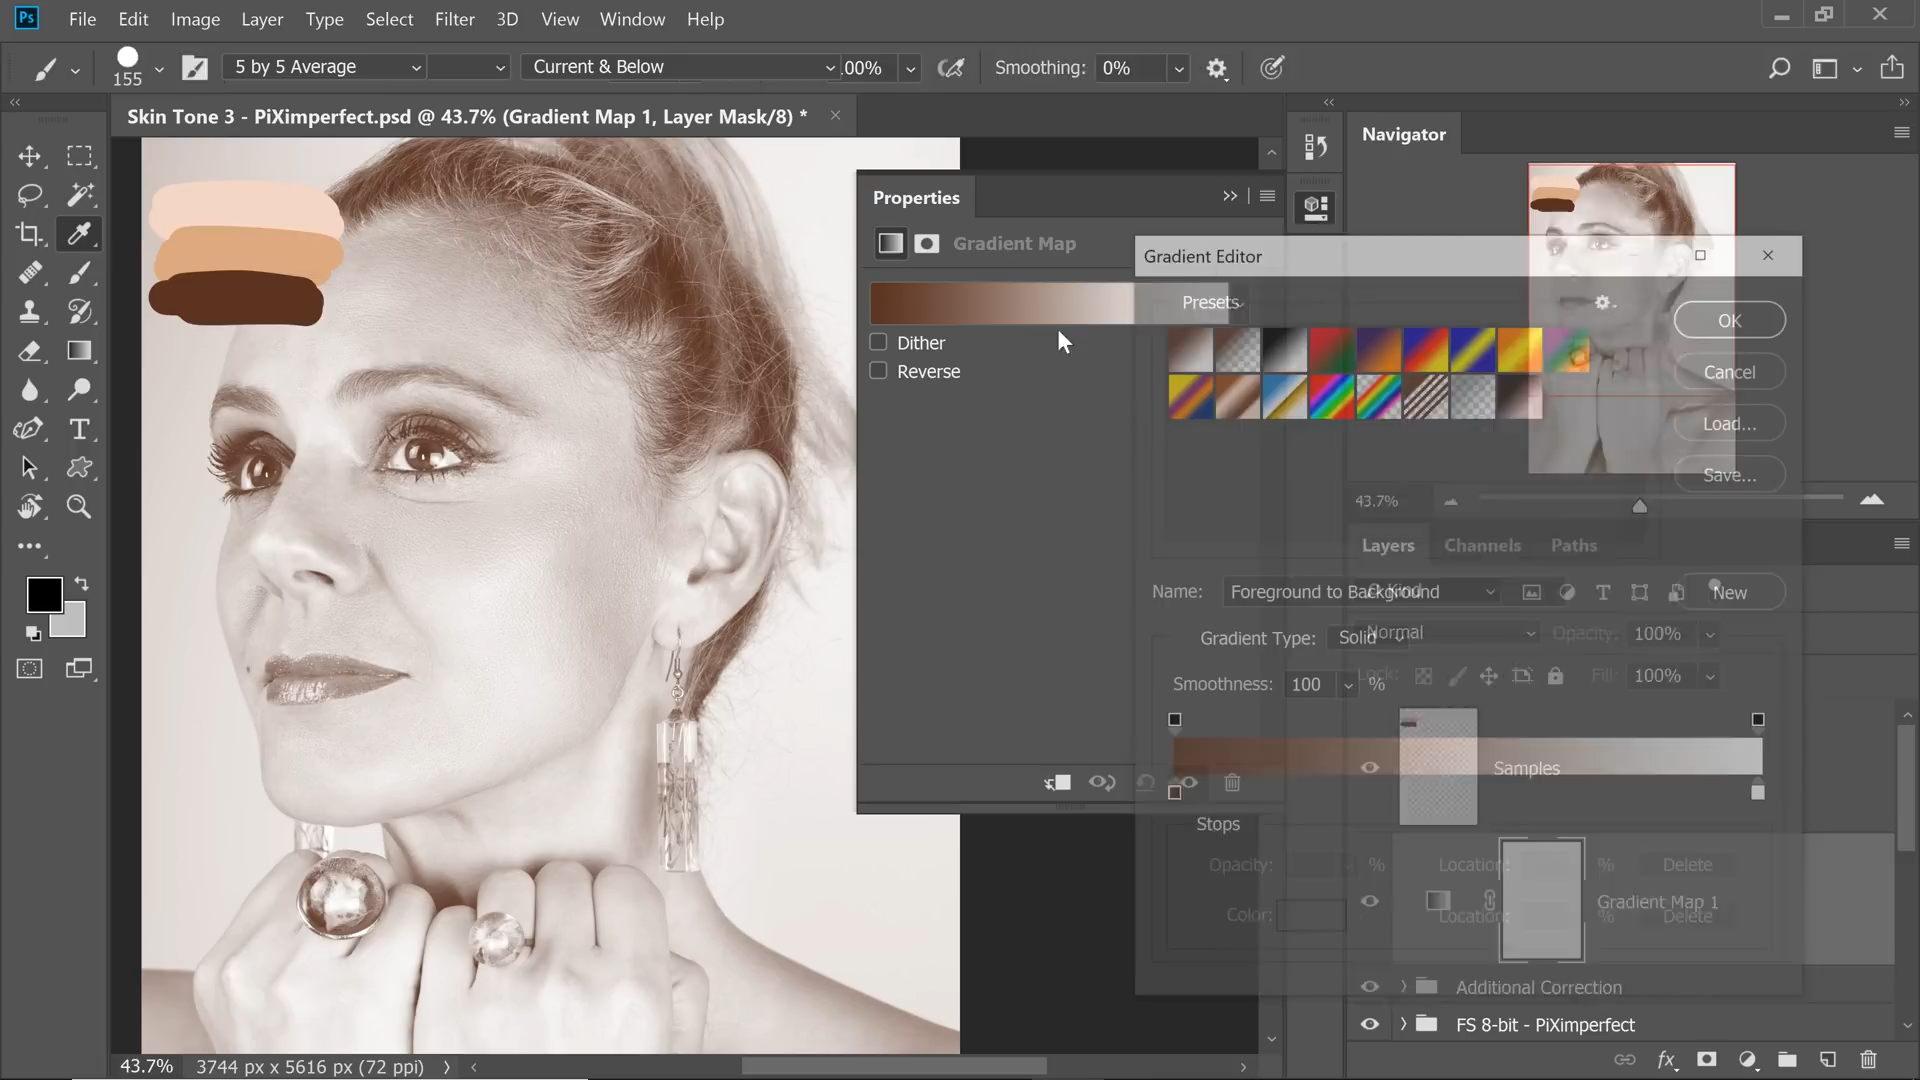 Ps File Edit Image Layer Type Select Filter 3D View Window Help
155 5 by 5 Average Current & Below 00% Smoothing: 0%
Skin Tone 3 - PiXimperfect.psd @ 43.7% (Gradient Map 1, Layer Mask/8) *
Navigator
Properties
Gradient Map
Gradient Editor
Presets
OK
Dither
Reverse
Cancel
Load...
Save...
43.7%
Layers Channels Paths
Name: Foreground to Background
Kind
New
Gradient Type: Solid
Normal Opacity: 100%
Lock: Fill: 100%
Smoothness: 100 %
Samples
Stops
Opacity: % Location: % Delete
Gradient Map 1
Color: Location: % Delete
Additional Correction
FS 8-bit - PiXimperfect
43.7% 3744 px x 5616 px (72 ppi)
fx